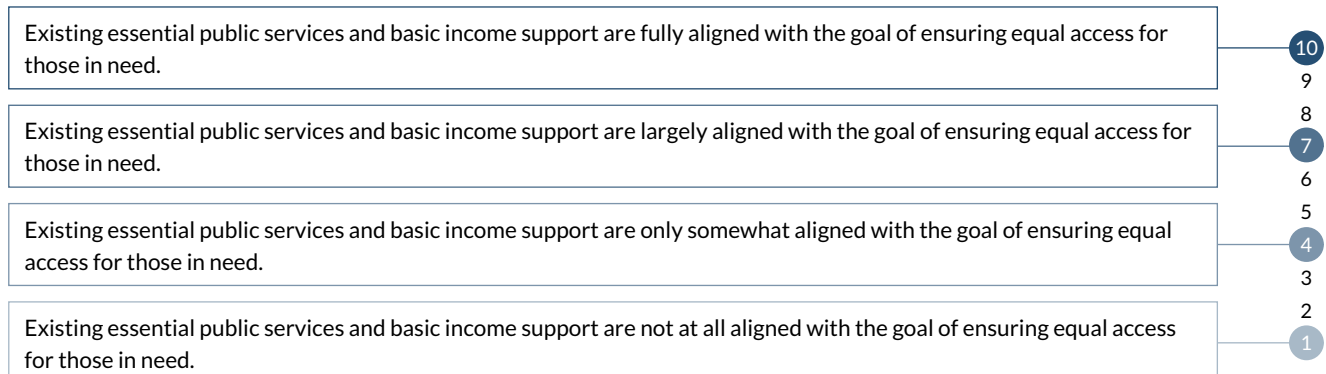 Existing essential public services and basic income support are fully aligned with the goal of ensuring equal access for
those in need.
10
9
8
Existing essential public services and basic income support are largely aligned with the goal of ensuring equal access for
those in need.
7
6
5
Existing essential public services and basic income support are only somewhat aligned with the goal of ensuring equal
access for those in need.
4
3
2
Existing essential public services and basic income support are not at all aligned with the goal of ensuring equal access
for those in need.
1